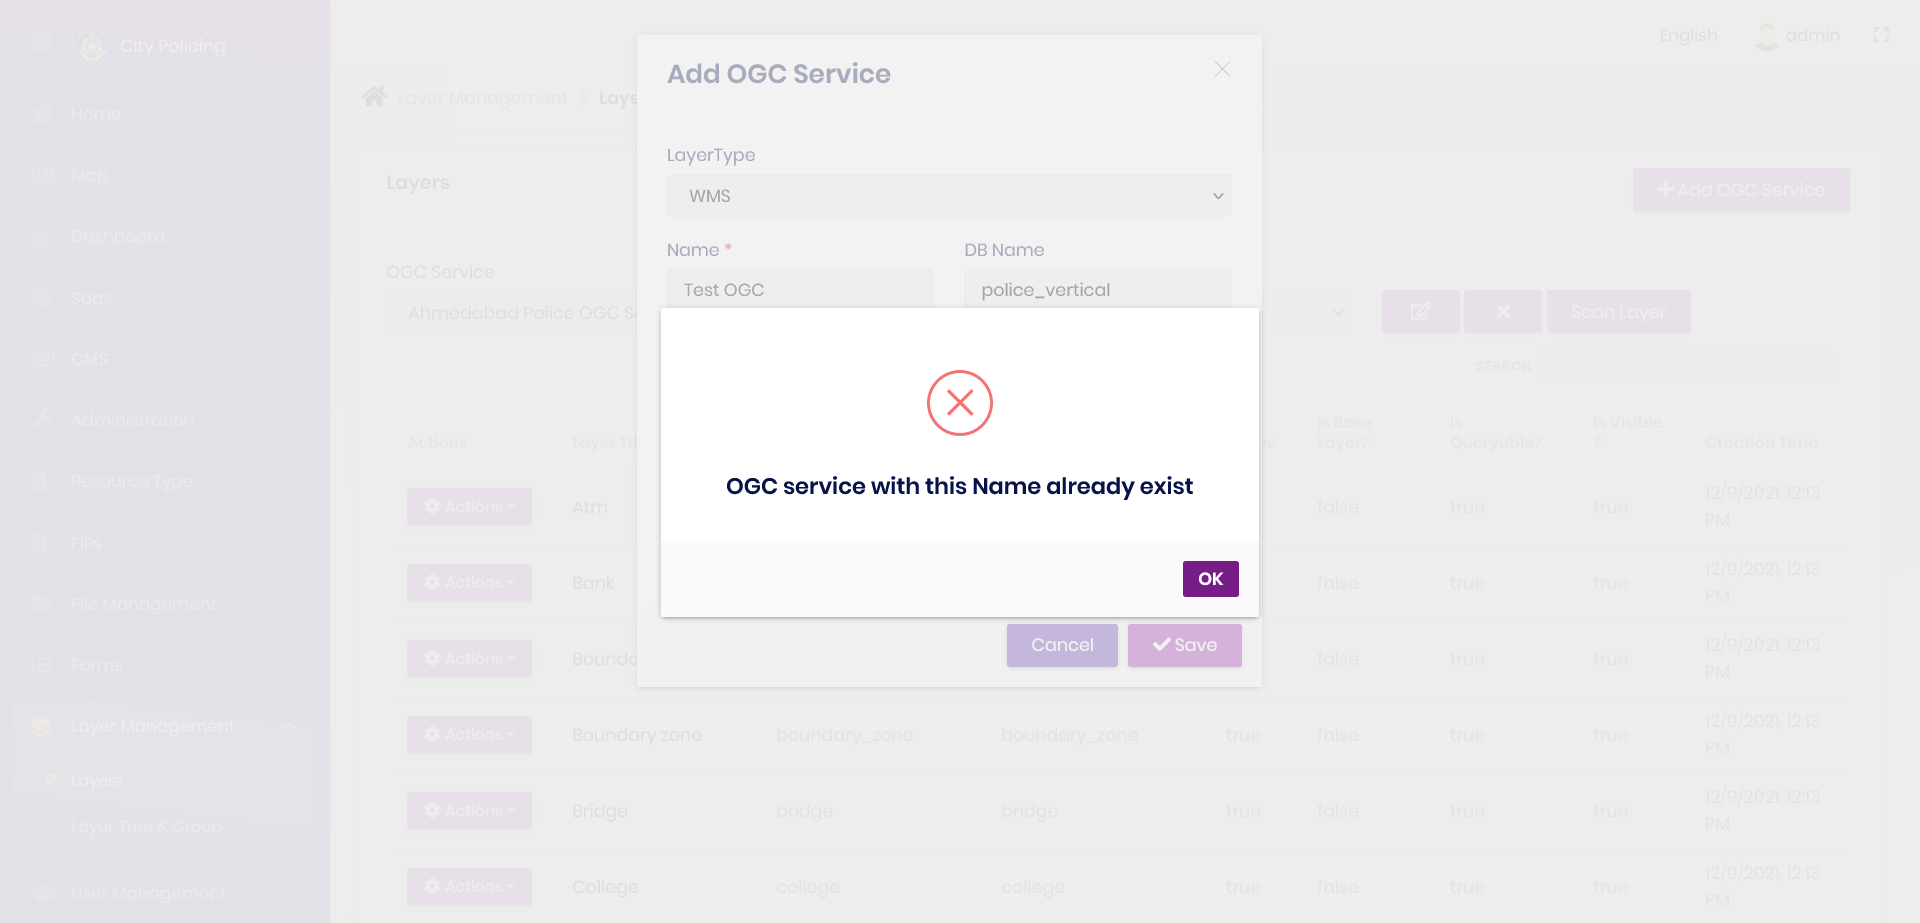 City Policing
Home
Map
Dashboard
Soas
CMS
Administration
Resource Type
FIRs
File Management
Forms
Layer Management
Layers
Layer Tree & Group
User Management
English
admin
Layer Management
Layers
Add OGC Service
OGC Service
Ahmedabad Police OGC
Scan Layer
SEARCH
Add OGC Service
LayerType
WMS
Name * DB Name
Test OGC police_vertical
OGC service with this Name already exist
OK
Cancel Save
Actions Layer Is Base Layer? Is Queryable? Is Visible ? Creation Time
Actions Atm false true true 12/9/2021, 12:13 PM
Actions Bank false true true 12/9/2021, 12:13 PM
Actions false true true 12/9/2021, 12:13 PM
Actions Boundary zone boundary_zone boundary_zone true false true true 12/9/2021, 12:13 PM
Actions Bridge bridge bridge true false true true 12/9/2021, 12:13 PM
Actions College college college true false true true 12/9/2021, 12:13 PM